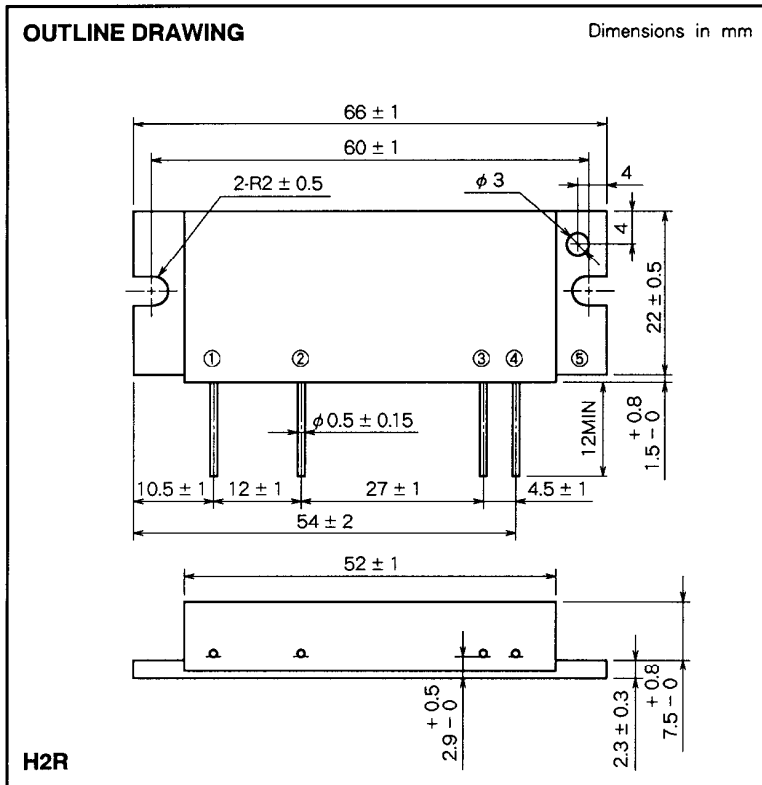 OUTLINE DRAWING
Dimensions in mm
66 ± 1
60 ± 1
2-R2 ± 0.5
φ 3
4
4
22 ± 0.5
① ② ③ ④ ⑤
φ 0.5 ± 0.15
12MIN
+ 0.8
1.5 – 0
10.5 ± 1
12 ± 1
27 ± 1
4.5 ± 1
54 ± 2
52 ± 1
+ 0.5
2.9 – 0
2.3 ± 0.3
+ 0.8
7.5 – 0
H2R